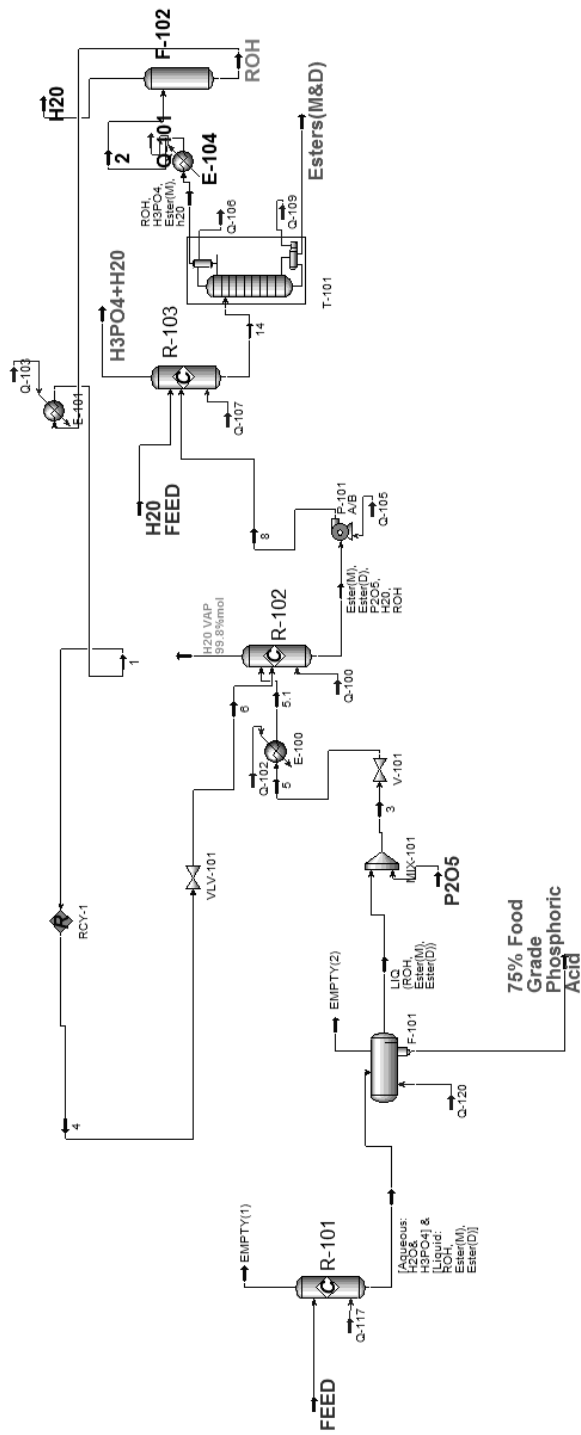 FEED
Q-117
R-101
EMPTY(1)
[Aqueous:
H2O&
H3PO4] &
[Liquid:
ROH,
Ester(M),
Ester(D)]
Q-120
F-101
EMPTY(2)
LIQ
(ROH,
Ester(M),
Ester(D))
75% Food
Grade
Phosphoric
Acid
MIX-101
P2O5
3
V-101
5
Q-102
E-100
5.1
4
RCY-1
VLV-101
6
Q-100
R-102
H20 VAP
99.8%mol
Ester(M),
Ester(D),
P2O5,
H20,
ROH
P-101
A/B
Q-105
8
H20
FEED
Q-107
R-103
H3PO4+H20
14
T-101
Q-106
Q-109
Esters(M&D)
ROH,
H3PO4,
Ester(M),
h20
E-104
Q-101
2
F-102
H20
ROH
Q-103
E-101
1